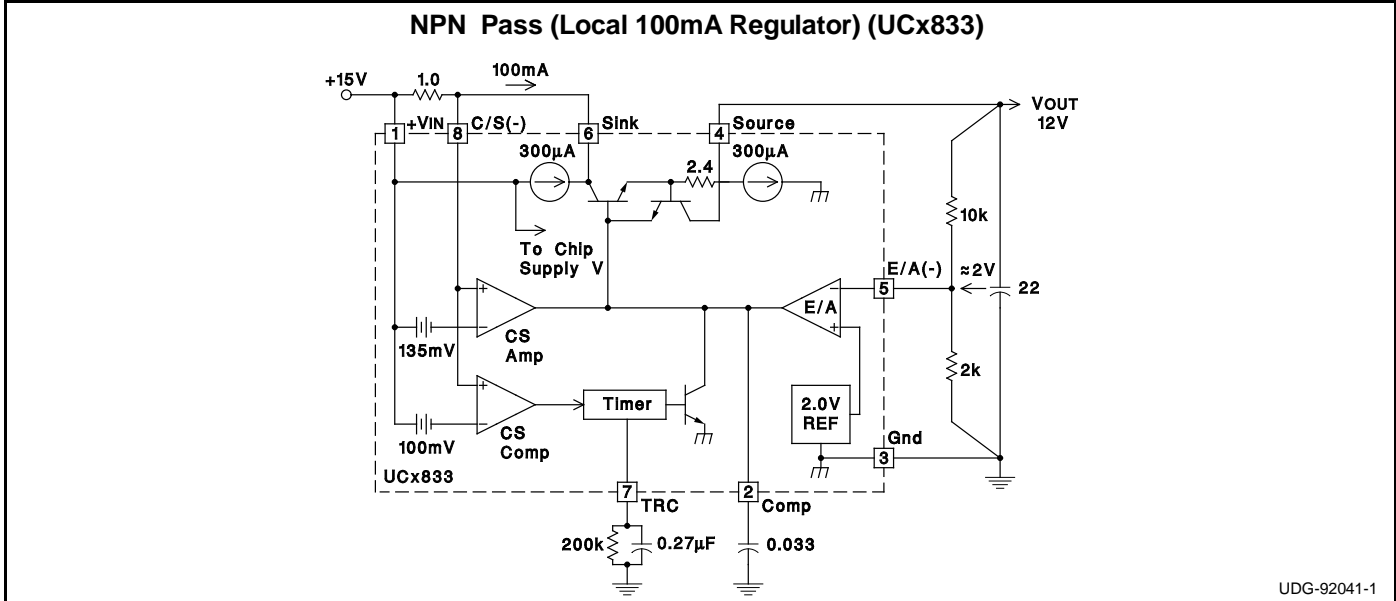 NPN Pass (Local 100mA Regulator) (UCx833)
+15V
1.0
100mA
VOUT
12V
1
+VIN
8
C/S(-)
6
Sink
4
Source
300µA
2.4
300µA
10k
To Chip
Supply V
E/A(-)
≈2V
5
22
+
−
CS
Amp
135mV
E/A
−
+
2k
+
−
CS
Comp
100mV
Timer
2.0V
REF
Gnd
3
UCx833
7
TRC
2
Comp
200k
0.27µF
0.033
UDG-92041-1